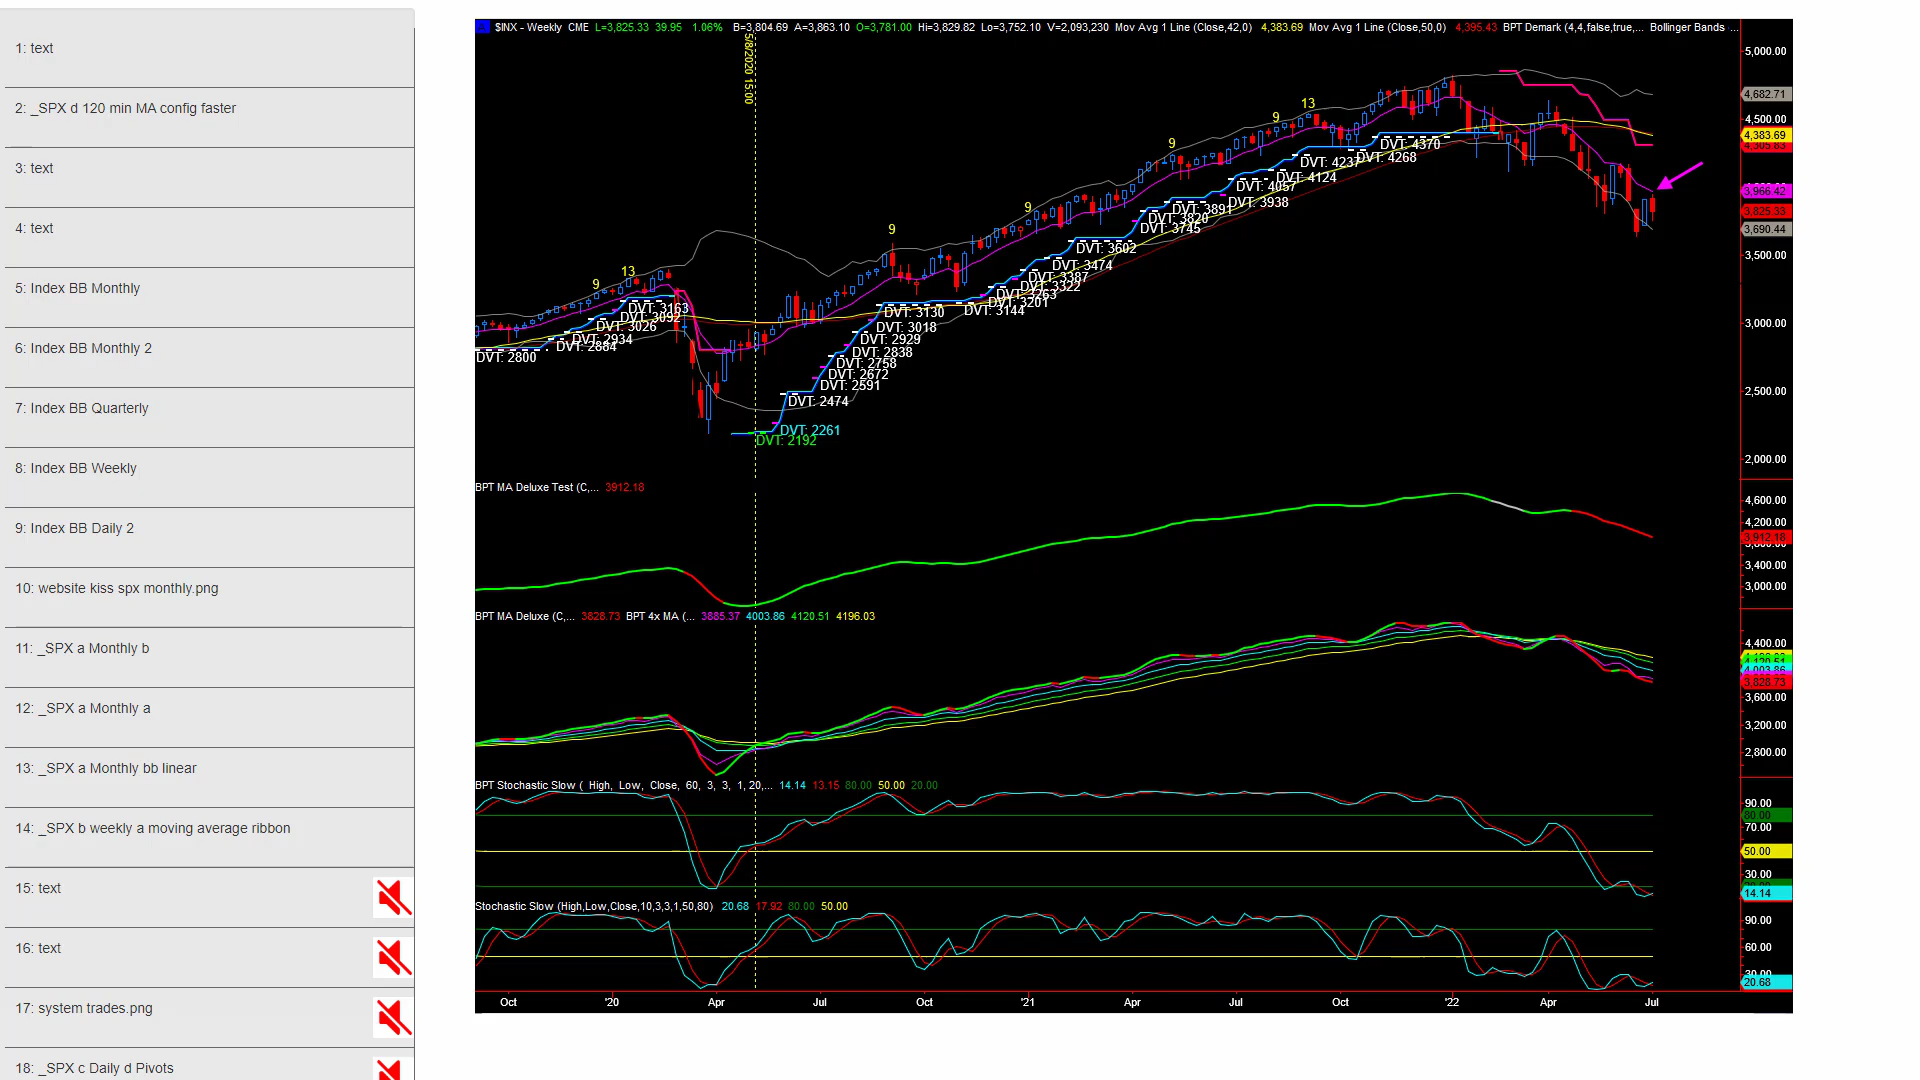 1: text
2: _SPX d 120 min MA config faster
3: text
4: text
5: Index BB Monthly
6: Index BB Monthly 2
7: Index BB Quarterly
8: Index BB Weekly
9: Index BB Daily 2
10: website kiss spx monthly.png
11: _SPX a Monthly b
12: _SPX a Monthly a
13: _SPX a Monthly bb linear
14: _SPX b weekly a moving average ribbon
15: text
16: text
17: system trades.png
18: _SPX c Daily d Pivots
$INX - Weekly CME L=3,825.33 39.95 1.06% B=3,804.69 A=3,863.10 O=3,781.00 Hi=3,829.82 Lo=3,752.10 V=2,093,230 Mov Avg 1 Line (Close,42,0) 4,383.69 Mov Avg 1 Line (Close,50,0) 4,395.43 BPT Demark (4,4,false,true,... Bollinger Bands ...
5/8/2020 15:00
5,000.00
4,682.71
4,500.00
4,383.69
3,966.42
3,825.33
3,690.44
3,500.00
3,000.00
2,500.00
2,000.00
9
13
9
9
9
9
13
DVT: 2800
DVT: 2884
DVT: 2934
DVT: 3026
DVT: 3092
DVT: 3163
DVT: 2192
DVT: 2261
DVT: 2474
DVT: 2591
DVT: 2672
DVT: 2758
DVT: 2838
DVT: 2929
DVT: 3018
DVT: 3130
DVT: 3144
DVT: 3201
DVT: 3263
DVT: 3322
DVT: 3387
DVT: 3474
DVT: 3602
DVT: 3745
DVT: 3820
DVT: 3891
DVT: 3938
DVT: 4057
DVT: 4124
DVT: 4237
DVT: 4268
DVT: 4370
BPT MA Deluxe Test (C,... 3912.18
4,600.00
4,200.00
3,912.18
3,400.00
3,000.00
BPT MA Deluxe (C,... 3828.73 BPT 4x MA (... 3885.37 4003.86 4120.51 4196.03
4,400.00
4,003.86
3,828.73
3,600.00
3,200.00
2,800.00
BPT Stochastic Slow ( High, Low, Close, 60, 3, 3, 1, 20,... 14.14 13.15 80.00 50.00 20.00
90.00
80.00
70.00
50.00
30.00
14.14
Stochastic Slow (High,Low,Close,10,3,3,1,50,80) 20.68 17.92 80.00 50.00
90.00
60.00
30.00
20.68
Oct '20 Apr Jul Oct '21 Apr Jul Oct '22 Apr Jul